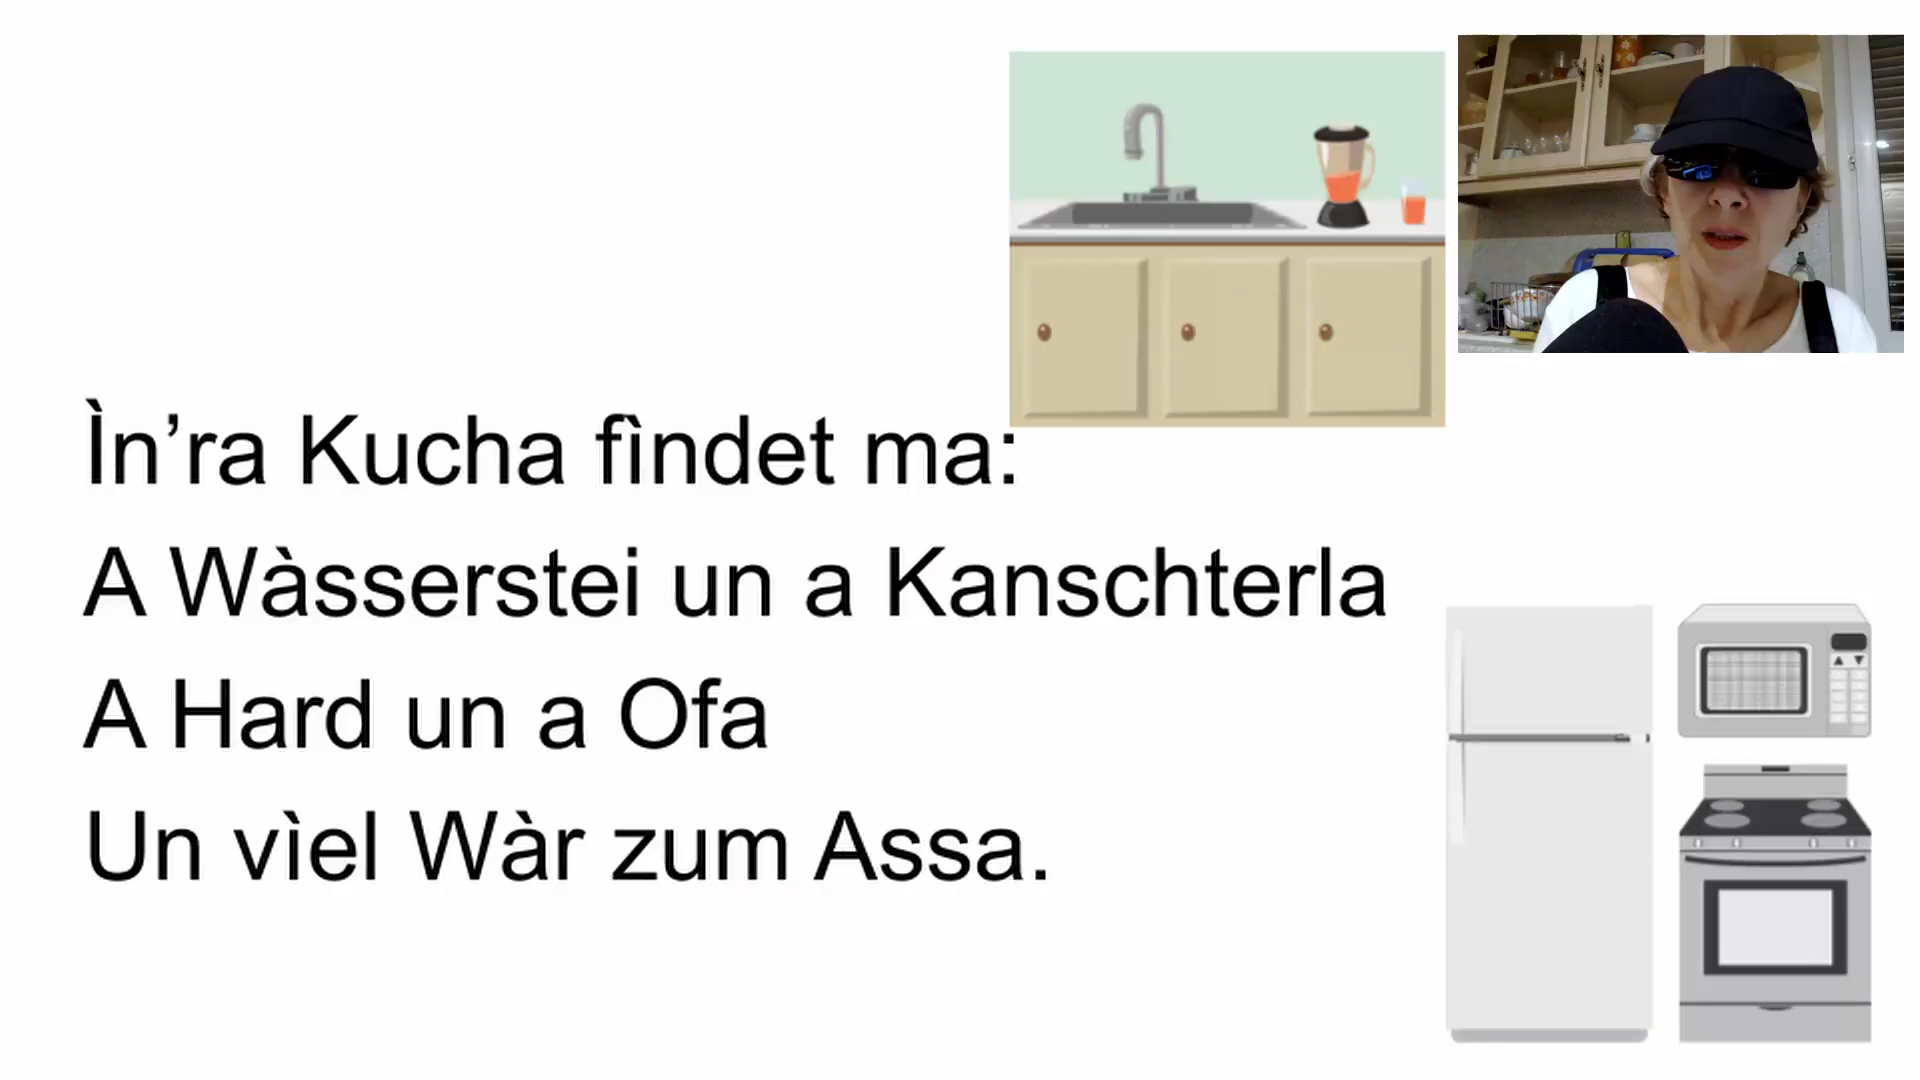 Ìn’ra Kucha fìndet ma:
A Wàsserstei un a Kanschterla
A Hard un a Ofa
Un vìel Wàr zum Assa.